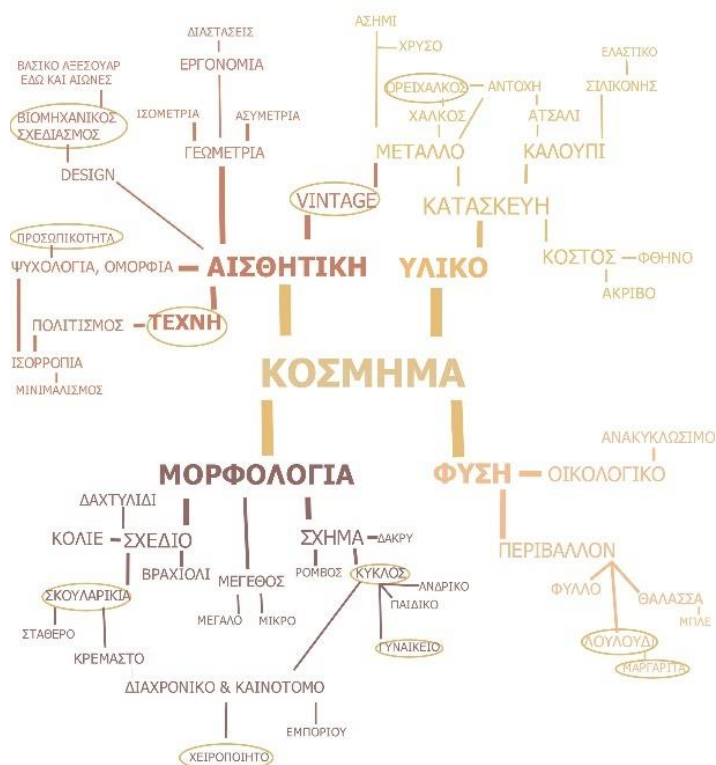 ΑΣΗΜΙ
ΧΡΥΣΟ
ΔΙΑΣΤΑΣΕΙΣ
ΕΡΓΟΝΟΜΙΑ
ΒΑΣΙΚΟ ΑΞΕΣΟΥΑΡ
ΕΔΩ ΚΑΙ ΑΙΩΝΕΣ
ΕΛΑΣΤΙΚΟ
ΣΙΛΙΚΟΝΗΣ
ΟΡΕΙΧΑΛΚΟΣ
ΑΝΤΟΧΗ
ΙΣΟΜΕΤΡΙΑ
ΑΣΥΜΕΤΡΙΑ
ΧΑΛΚΟΣ
ΑΤΣΑΛΙ
ΒΙΟΜΗΧΑΝΙΚΟΣ
ΣΧΕΔΙΑΣΜΟΣ
ΓΕΩΜΕΤΡΙΑ
ΜΕΤΑΛΛΟ
ΚΑΛΟΥΠΙ
DESIGN
VINTAGE
ΚΑΤΑΣΚΕΥΗ
ΠΡΟΣΩΠΙΚΟΤΗΤΑ
ΨΥΧΟΛΟΓΙΑ, ΟΜΟΡΦΙΑ
ΑΙΣΘΗΤΙΚΗ
ΥΛΙΚΟ
ΚΟΣΤΟΣ
ΦΘΗΝΟ
ΑΚΡΙΒΟ
ΠΟΛΙΤΙΣΜΟΣ
ΤΕΧΝΗ
ΙΣΟΡΡΟΠΙΑ
ΜΙΝΙΜΑΛΙΣΜΟΣ
ΚΟΣΜΗΜΑ
ΜΟΡΦΟΛΟΓΙΑ
ΦΥΣΗ
ΟΙΚΟΛΟΓΙΚΟ
ΑΝΑΚΥΚΛΩΣΙΜΟ
ΔΑΧΤΥΛΙΔΙ
ΚΟΛΙΕ
ΣΧΕΔΙΟ
ΣΧΗΜΑ
ΔΑΚΡΥ
ΠΕΡΙΒΑΛΛΟΝ
ΒΡΑΧΙΟΛΙ
ΜΕΓΕΘΟΣ
ΡΟΜΒΟΣ
ΚΥΚΛΟΣ
ΑΝΔΡΙΚΟ
ΠΑΙΔΙΚΟ
ΦΥΛΛΟ
ΘΑΛΑΣΣΑ
ΜΠΛΕ
ΣΚΟΥΛΑΡΙΚΙΑ
ΜΕΓΑΛΟ
ΜΙΚΡΟ
ΣΤΑΘΕΡΟ
ΚΡΕΜΑΣΤΟ
ΓΥΝΑΙΚΕΙΟ
ΛΟΥΛΟΥΔΙ
ΜΑΡΓΑΡΙΤΑ
ΔΙΑΧΡΟΝΙΚΟ & ΚΑΙΝΟΤΟΜΟ
ΕΜΠΟΡΙΟΥ
ΧΕΙΡΟΠΟΙΗΤΟ